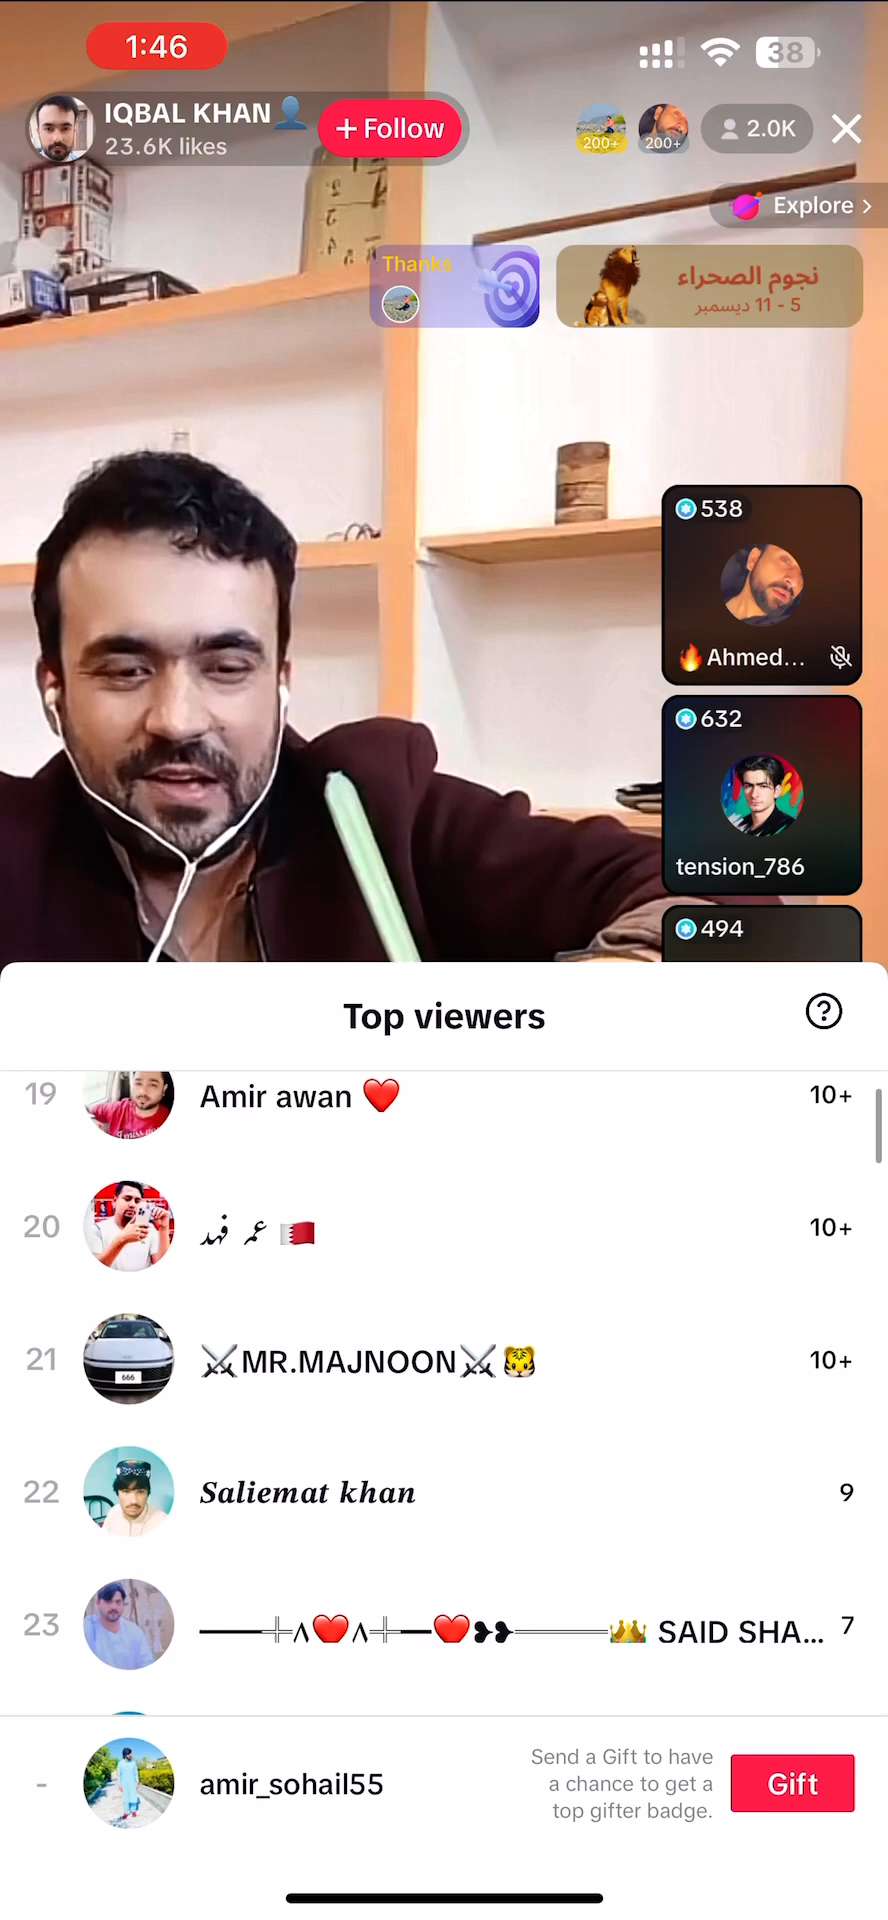 1:46
38
IQBAL KHAN👤
23.6K likes
+ Follow
200+
200+
2.0K
Explore >
Thanks
نجوم الصحراء
5 - 11 ديسمبر
538
🔥Ahmed...
632
tension_786
494
Top viewers
19 Amir awan ❤️ 10+
20 عمر فهد 🇧🇭 10+
21 ⚔MR.MAJNOON⚔🐯 10+
22 Saliemat khan 9
23 ━━━╬٨❤️٨╬━❤️❥❥═════👑 SAID SHA... 7
- amir_sohail55
Send a Gift to have
a chance to get a
top gifter badge.
Gift